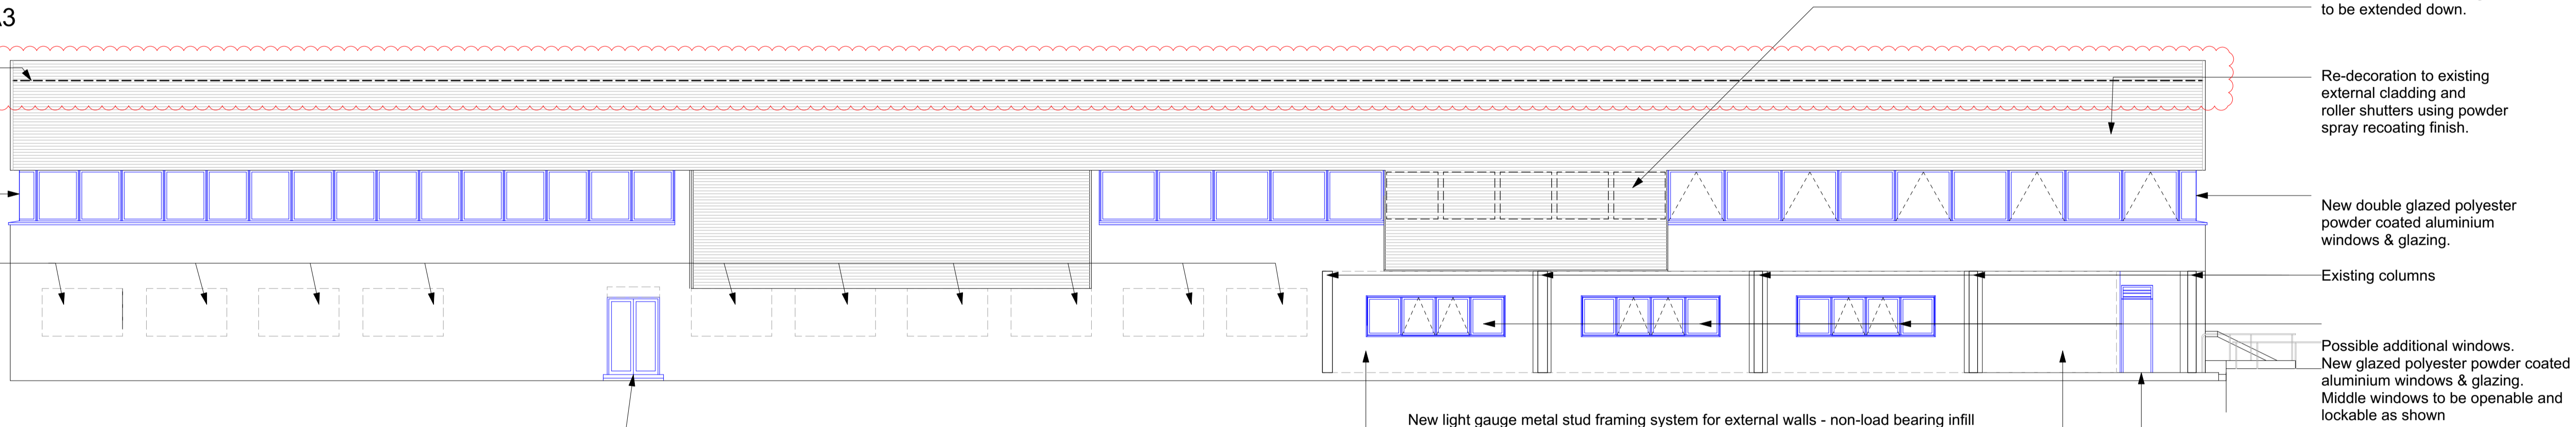 A3
to be extended down.
Re-decoration to existing
external cladding and
roller shutters using powder
spray recoating finish.
New double glazed polyester
powder coated aluminium
windows & glazing.
Existing columns
Possible additional windows.
New glazed polyester powder coated
aluminium windows & glazing.
Middle windows to be openable and
lockable as shown
New light gauge metal stud framing system for external walls - non-load bearing infill